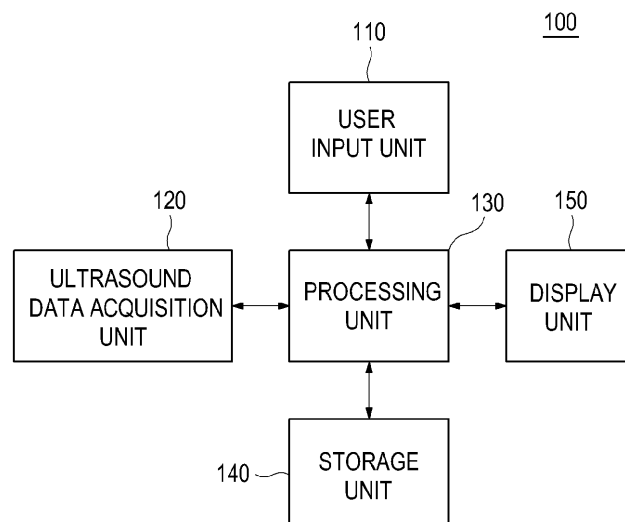 100
110
USER
INPUT UNIT
120
130
150
ULTRASOUND
DATA ACQUISITION
UNIT
PROCESSING
UNIT
DISPLAY
UNIT
140
STORAGE
UNIT